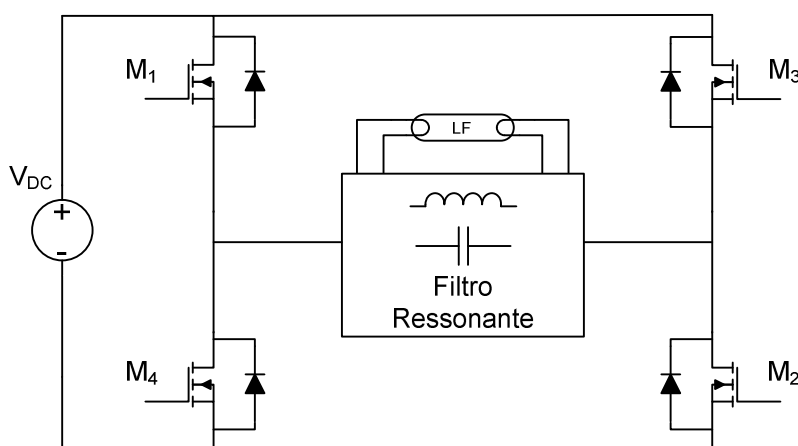 M1
M3
LF
VDC
+
-
Filtro
Ressonante
M4
M2